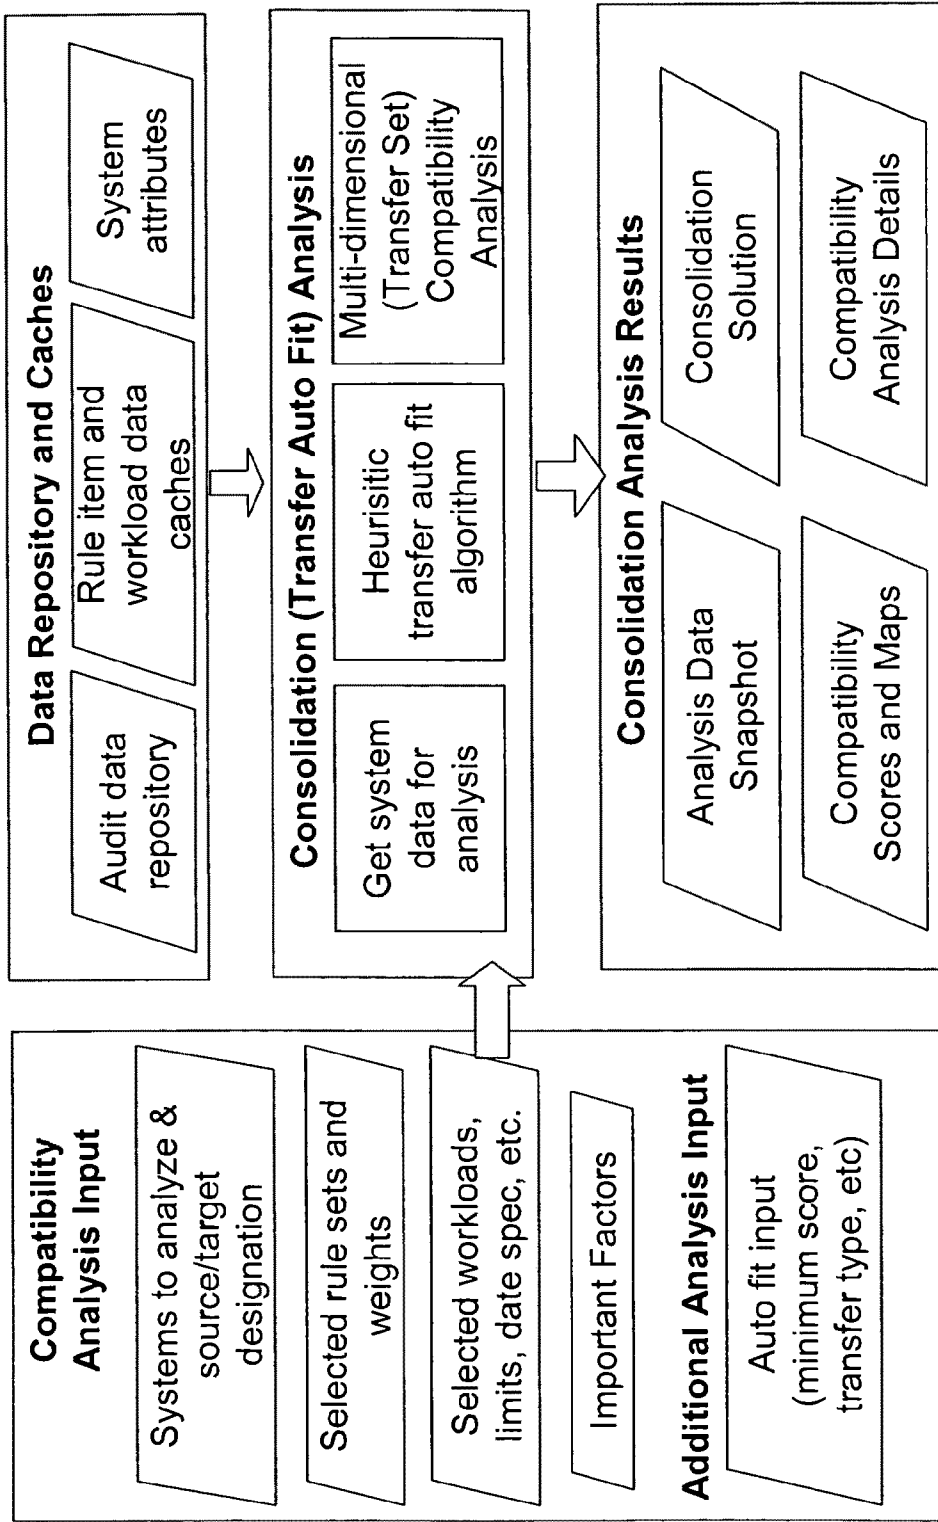 Compatibility
Analysis Input
Systems to analyze &
source/target
designation
Selected rule sets and
weights
Selected workloads,
limits, date spec, etc.
Important Factors
Additional Analysis Input
Auto fit input
(minimum score,
transfer type, etc)
Data Repository and Caches
Audit data
repository
Rule item and
workload data
caches
System
attributes
Consolidation (Transfer Auto Fit) Analysis
Get system
data for
analysis
Heurisitic
transfer auto fit
algorithm
Multi-dimensional
(Transfer Set)
Compatibility
Analysis
Consolidation Analysis Results
Analysis Data
Snapshot
Consolidation
Solution
Compatibility
Scores and Maps
Compatibility
Analysis Details